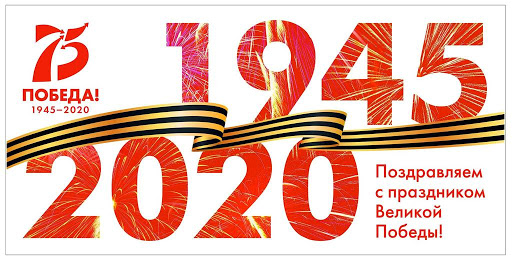 75
ПОБЕДА!
1945–2020
1945
2020
Поздравляем
с праздником
Великой
Победы!